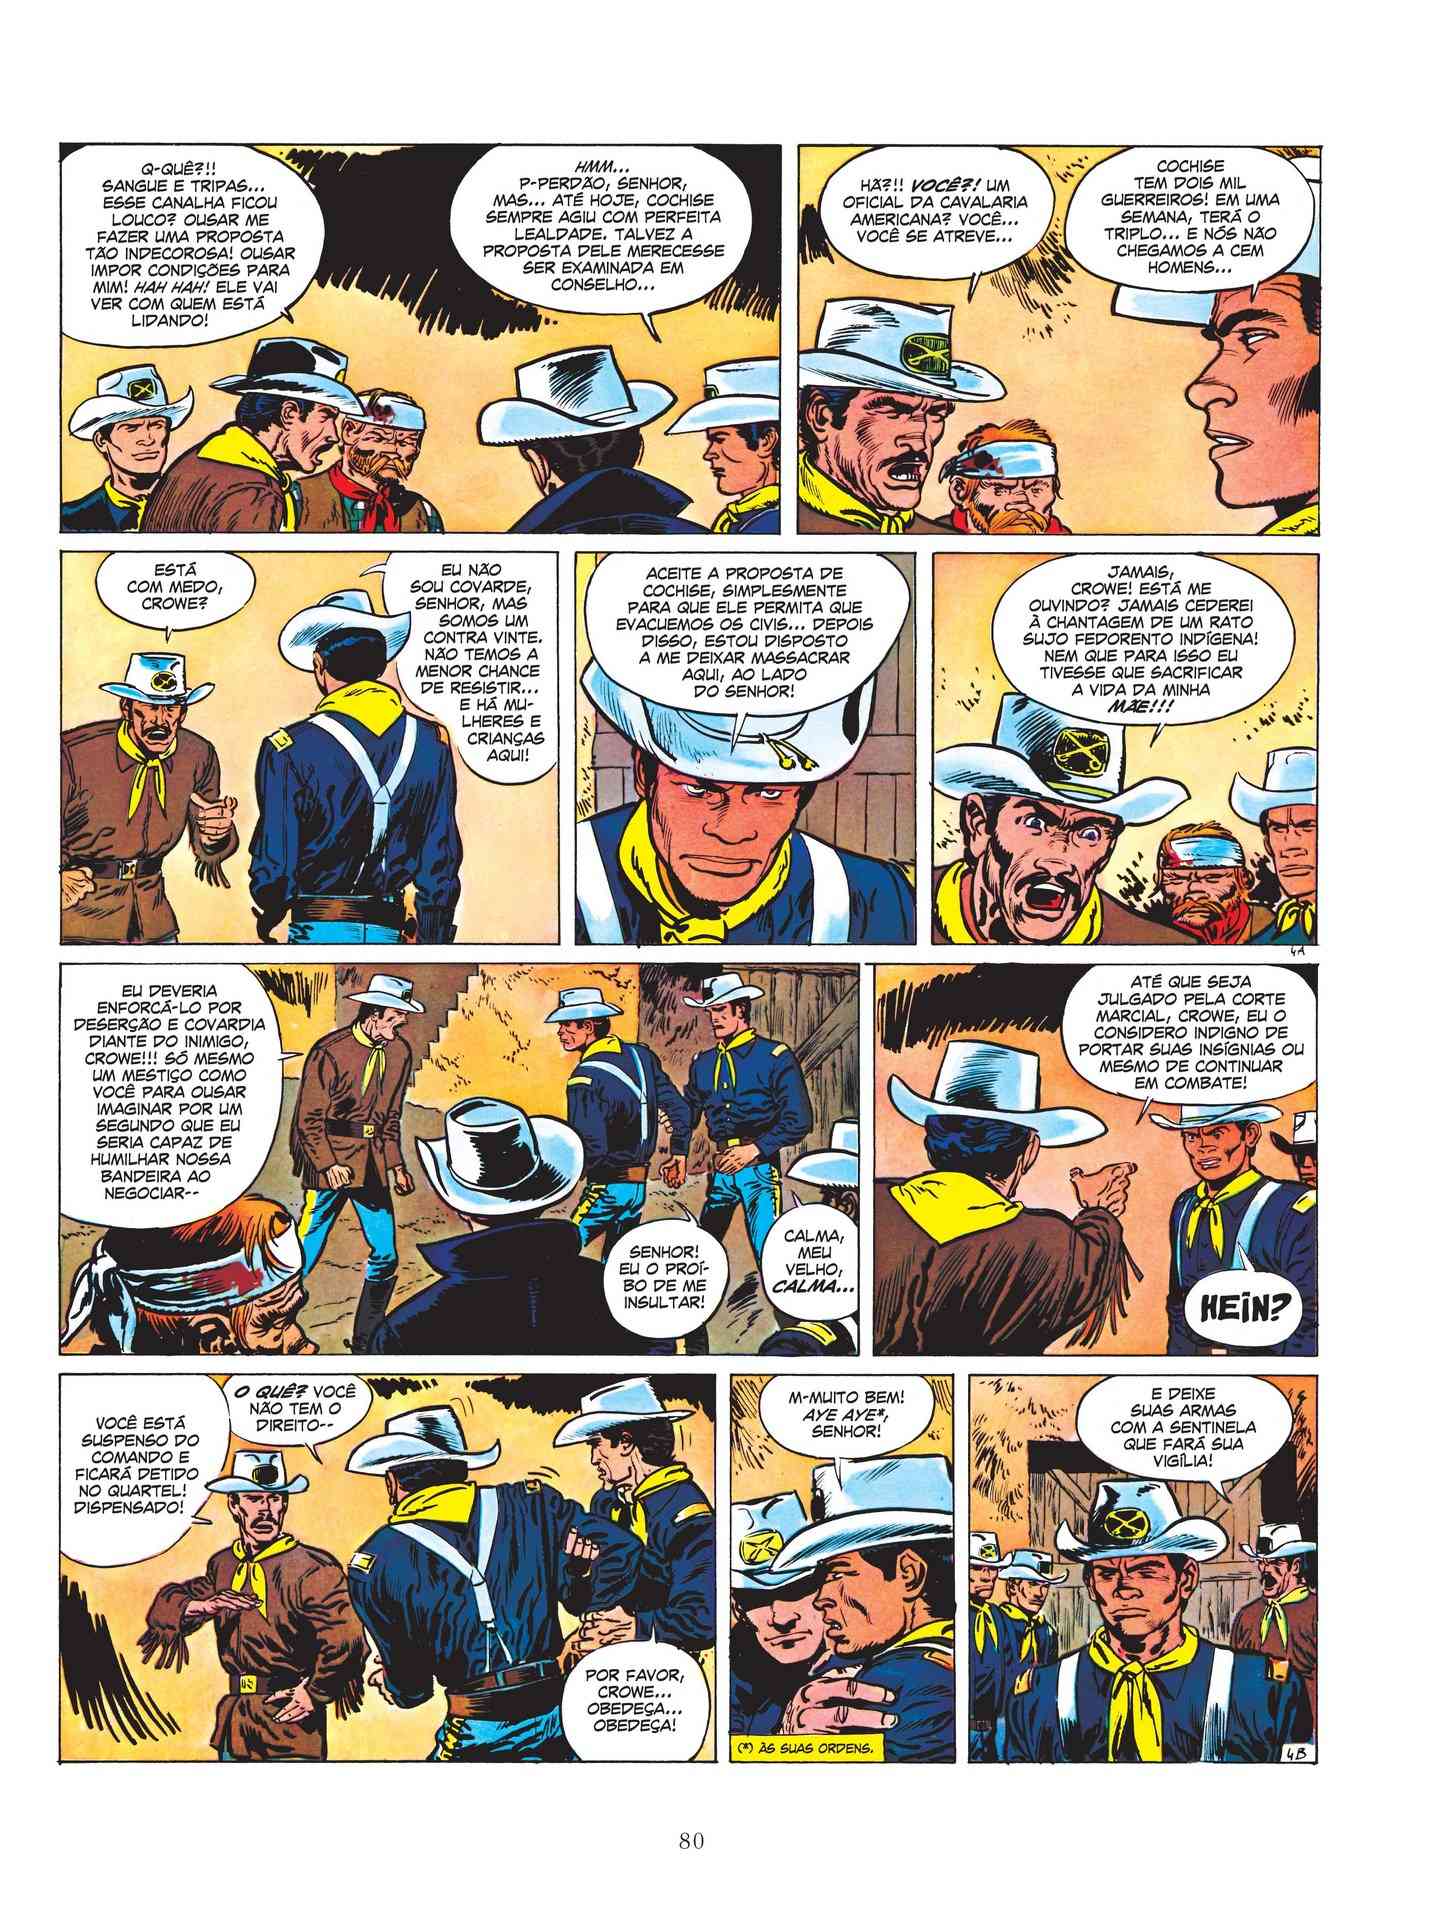 Q-QUÊ?!!
SANGUE E TRIPAS...
ESSE CANALHA FICOU
LOUCO? OUSAR ME
FAZER UMA PROPOSTA
TÃO INDECOROSA! OUSAR
IMPOR CONDIÇÕES PARA
MIM! HAH HAH! ELE VAI
VER COM QUEM ESTÁ
LIDANDO!
HMM...
P-PERDÃO, SENHOR,
MAS... ATÉ HOJE, COCHISE
SEMPRE AGIU COM PERFEITA
LEALDADE. TALVEZ A
PROPOSTA DELE MERECESSE
SER EXAMINADA EM
CONSELHO...
HÃ?!! VOCÊ?! UM
OFICIAL DA CAVALARIA
AMERICANA? VOCÊ...
VOCÊ SE ATREVE...
COCHISE
TEM DOIS MIL
GUERREIROS! EM UMA
SEMANA, TERÁ O
TRIPLO... E NÓS NÃO
CHEGAMOS A CEM
HOMENS...
ESTÁ
COM MEDO,
CROWE?
EU NÃO
SOU COVARDE,
SENHOR, MAS
SOMOS UM
CONTRA VINTE.
NÃO TEMOS A
MENOR CHANCE
DE RESISTIR...
E HÁ MU-
LHERES E
CRIANÇAS
AQUI!
ACEITE A PROPOSTA DE
COCHISE, SIMPLESMENTE
PARA QUE ELE PERMITA QUE
EVACUEMOS OS CIVIS... DEPOIS
DISSO, ESTOU DISPOSTO
A ME DEIXAR MASSACRAR
AQUI, AO LADO
DO SENHOR!
JAMAIS,
CROWE! ESTÁ ME
OUVINDO? JAMAIS CEDEREI
À CHANTAGEM DE UM RATO
SUJO FEDORENTO INDÍGENA!
NEM QUE PARA ISSO EU
TIVESSE QUE SACRIFICAR
A VIDA DA MINHA
MÃE!!!
4A
EU DEVERIA
ENFORCÁ-LO POR
DESERÇÃO E COVARDIA
DIANTE DO INIMIGO,
CROWE!!! SÓ MESMO
UM MESTIÇO COMO
VOCÊ PARA OUSAR
IMAGINAR POR UM
SEGUNDO QUE EU
SERIA CAPAZ DE
HUMILHAR NOSSA
BANDEIRA AO
NEGOCIAR--
SENHOR!
EU O PROÍ-
BO DE ME
INSULTAR!
CALMA,
MEU
VELHO,
CALMA...
ATÉ QUE SEJA
JULGADO PELA CORTE
MARCIAL, CROWE, EU O
CONSIDERO INDIGNO DE
PORTAR SUAS INSÍGNIAS OU
MESMO DE CONTINUAR
EM COMBATE!
HEIN?
VOCÊ ESTÁ
SUSPENSO DO
COMANDO E
FICARÁ DETIDO
NO QUARTEL!
DISPENSADO!
O QUÊ? VOCÊ
NÃO TEM O
DIREITO--
POR FAVOR,
CROWE...
OBEDEÇA...
OBEDEÇA!
M-MUITO BEM!
AYE AYE*,
SENHOR!
(*) ÀS SUAS ORDENS.
E DEIXE
SUAS ARMAS
COM A SENTINELA
QUE FARÁ SUA
VIGÍLIA!
4B
80